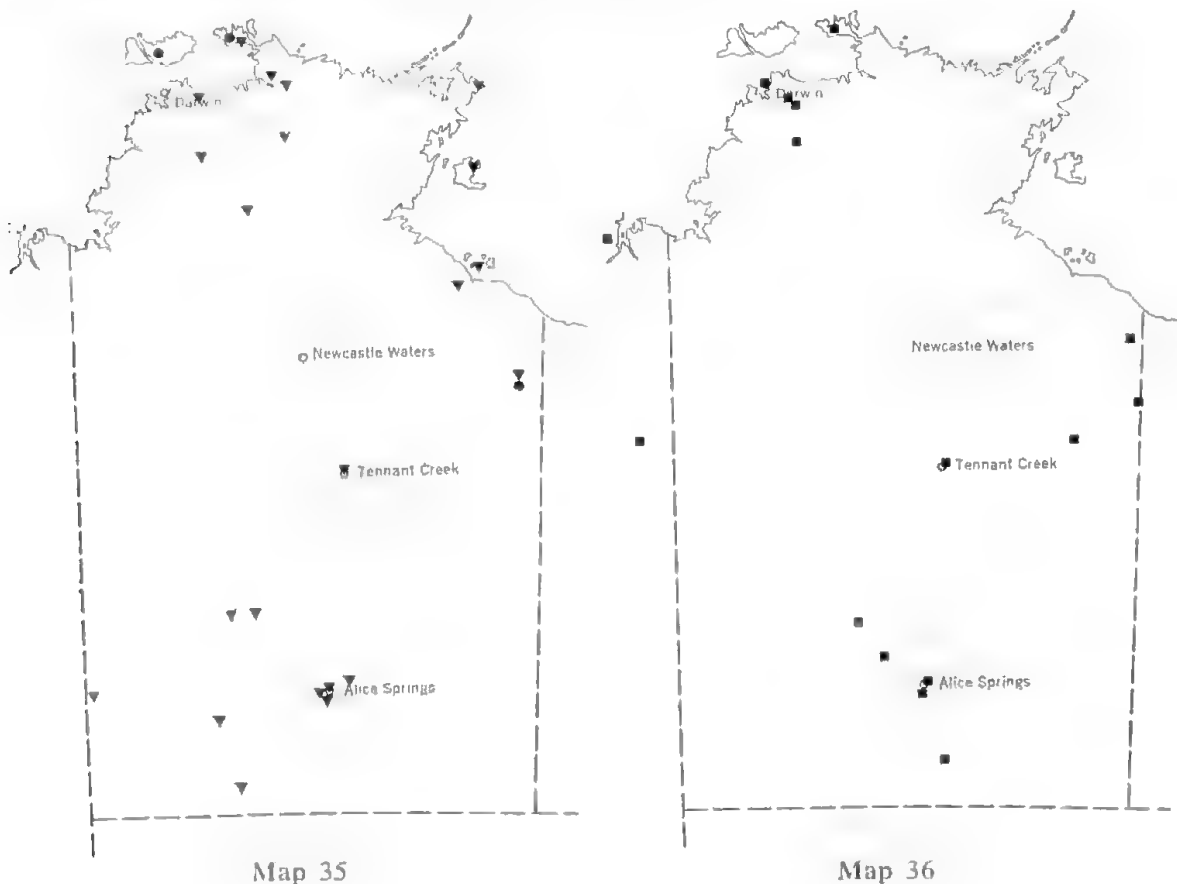 Darwin
Newcastle Waters
Tennant Creek
Alice Springs
Map 35
Darwin
Newcastle Waters
Tennant Creek
Alice Springs
Map 36